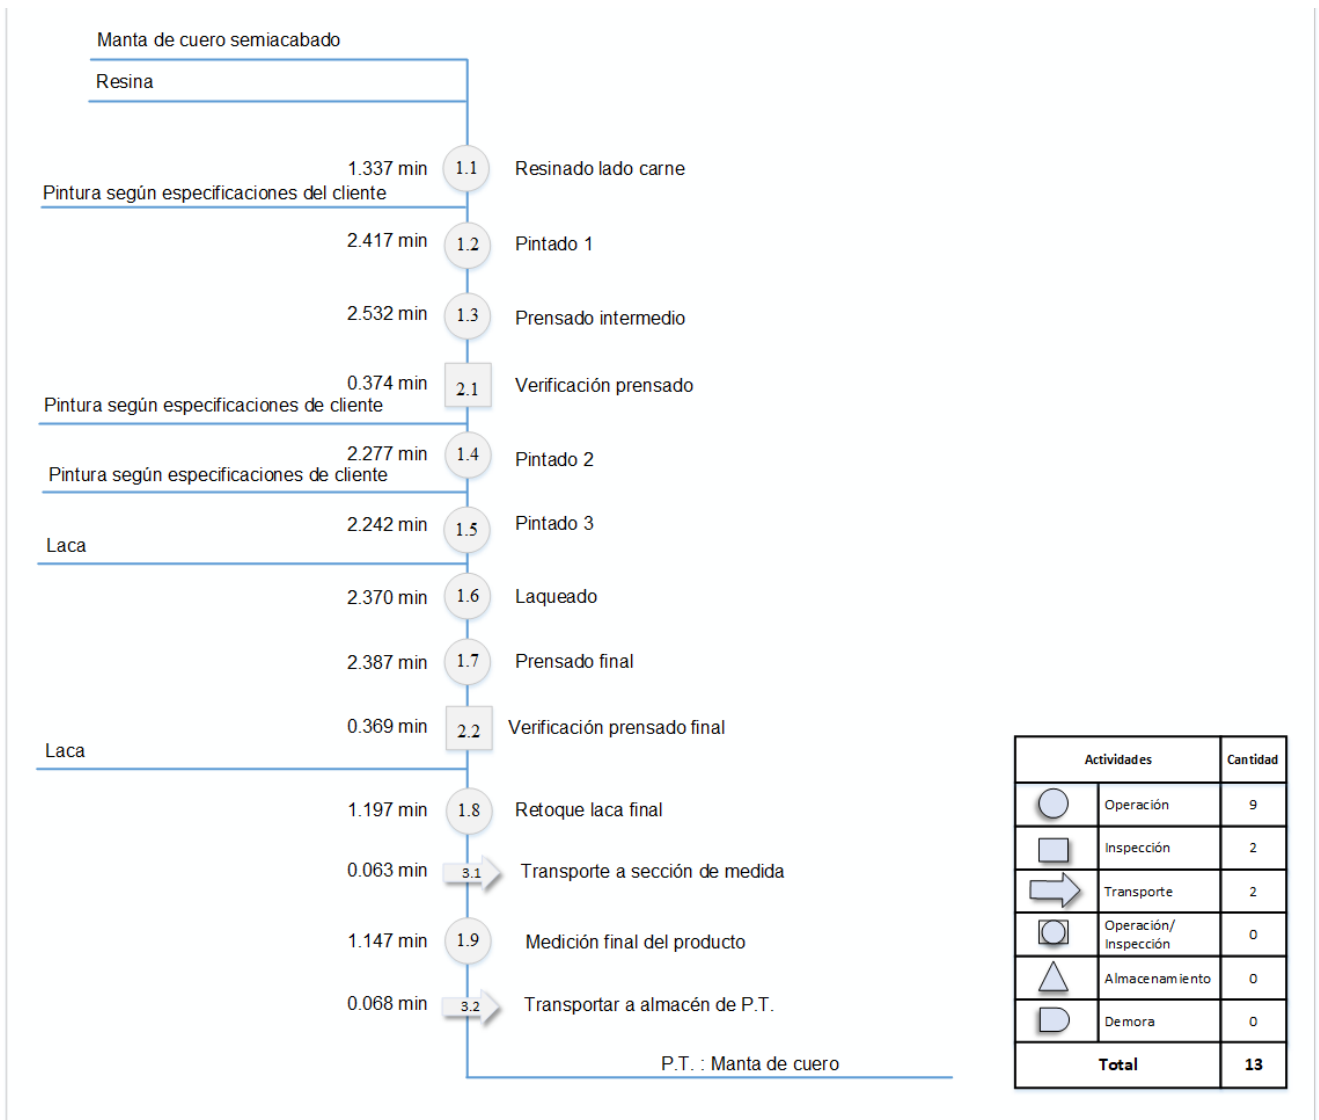 Manta de cuero semiacabado
Resina
1.337 min 1.1 Resinado lado carne
Pintura según especificaciones del cliente
2.417 min 1.2 Pintado 1
2.532 min 1.3 Prensado intermedio
0.374 min 2.1 Verificación prensado
Pintura según especificaciones de cliente
2.277 min 1.4 Pintado 2
Pintura según especificaciones de cliente
2.242 min 1.5 Pintado 3
Laca
2.370 min 1.6 Laqueado
2.387 min 1.7 Prensado final
0.369 min 2.2 Verificación prensado final
Laca
1.197 min 1.8 Retoque laca final
0.063 min 3.1 Transporte a sección de medida
1.147 min 1.9 Medición final del producto
0.068 min 3.2 Transportar a almacén de P.T.
P.T. : Manta de cuero
Actividades Cantidad
Operación 9
Inspección 2
Transporte 2
Operación/
Inspección 0
Almacenamiento 0
Demora 0
Total 13